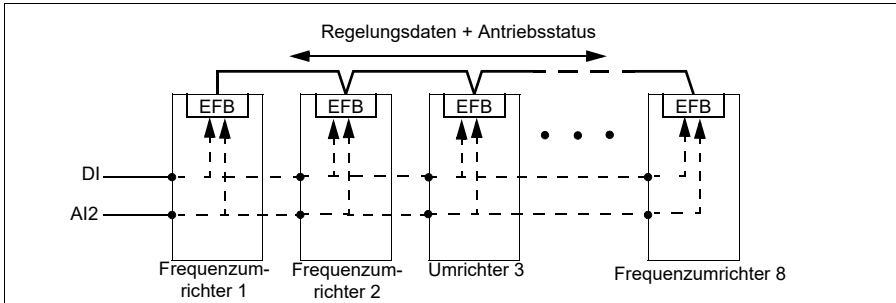 Regelungsdaten + Antriebsstatus
EFB EFB EFB EFB
DI
AI2
Frequenzum-
richter 1
Frequenzum-
richter 2
Umrichter 3
Frequenzumrichter 8